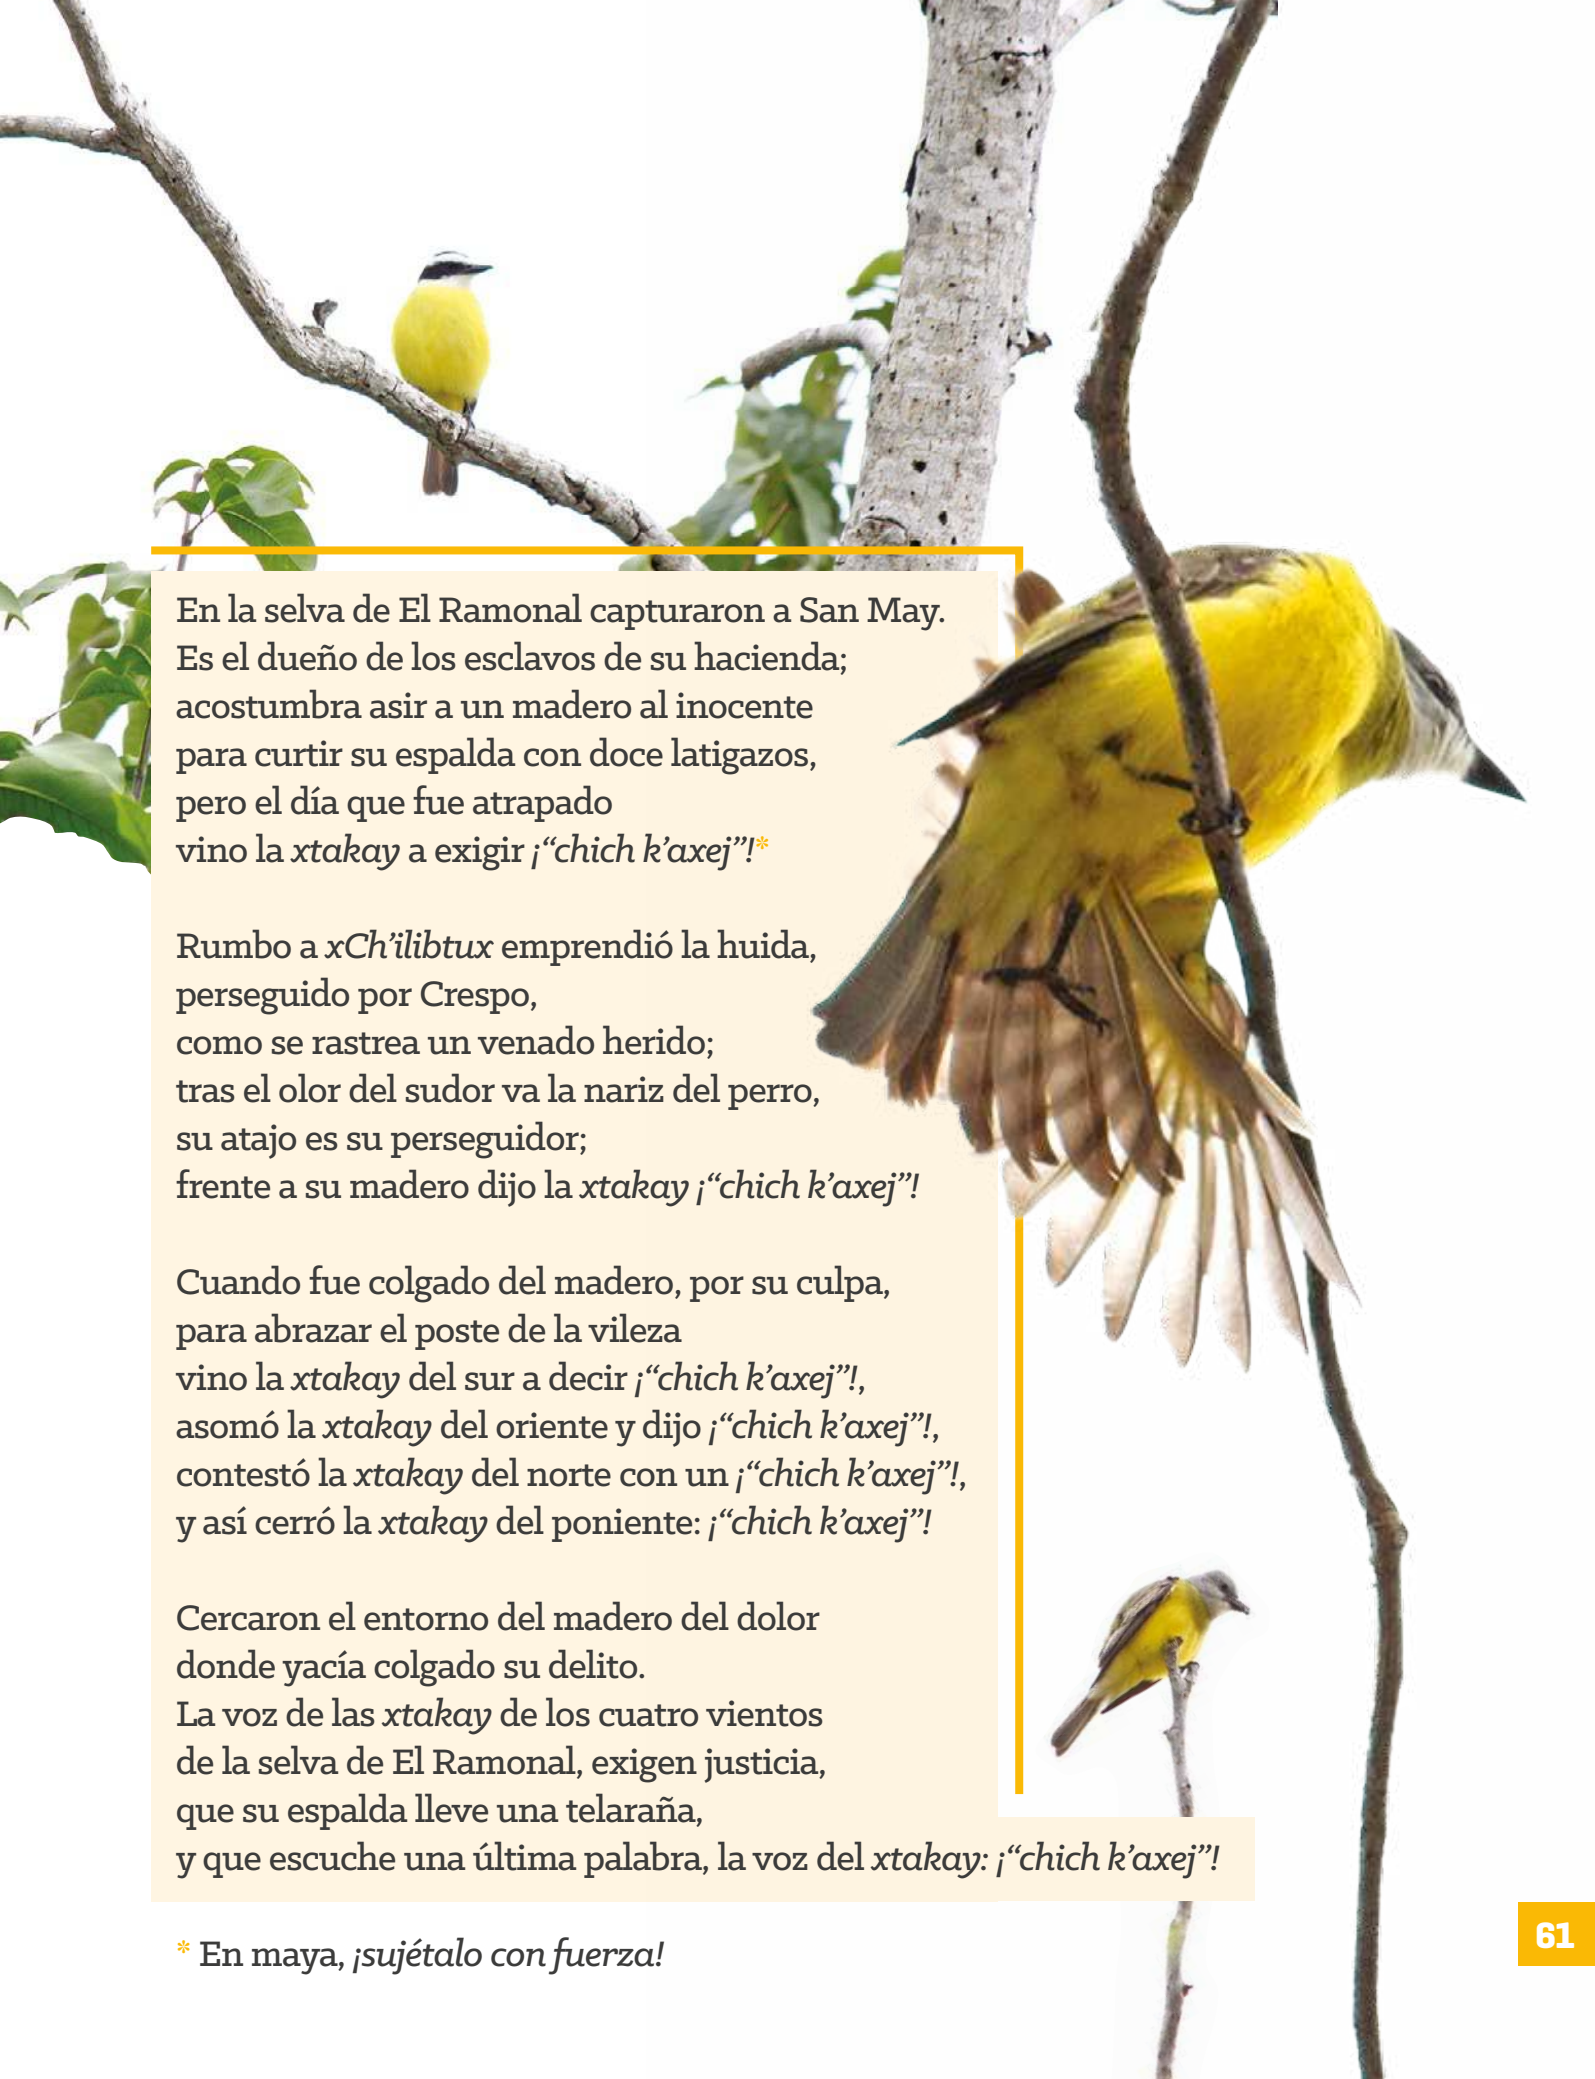 En la selva de El Ramonal capturaron a San May.
Es el dueño de los esclavos de su hacienda;
acostumbra asir a un madero al inocente
para curtir su espalda con doce latigazos,
pero el día que fue atrapado
vino la xtakay a exigir ¡“chich k’axej”!*
Rumbo a xCh’ilibtux emprendió la huida,
perseguido por Crespo,
como se rastrea un venado herido;
tras el olor del sudor va la nariz del perro,
su atajo es su perseguidor;
frente a su madero dijo la xtakay ¡“chich k’axej”!
Cuando fue colgado del madero, por su culpa,
para abrazar el poste de la vileza
vino la xtakay del sur a decir ¡“chich k’axej”!,
asomó la xtakay del oriente y dijo ¡“chich k’axej”!,
contestó la xtakay del norte con un ¡“chich k’axej”!,
y así cerró la xtakay del poniente: ¡“chich k’axej”!
Cercaron el entorno del madero del dolor
donde yacía colgado su delito.
La voz de las xtakay de los cuatro vientos
de la selva de El Ramonal, exigen justicia,
que su espalda lleve una telaraña,
y que escuche una última palabra, la voz del xtakay: ¡“chich k’axej”!
* En maya, ¡sujétalo con fuerza!
61